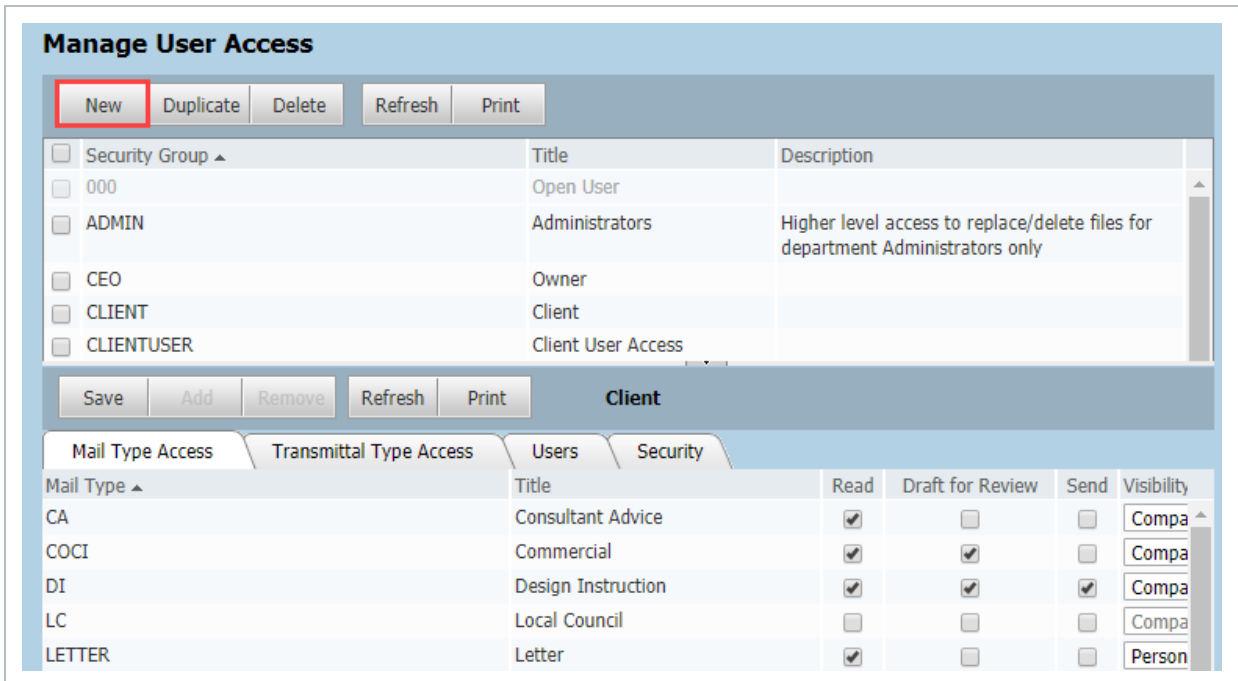 Manage User Access
New Duplicate Delete Refresh Print
Security Group Title Description
000 Open User
ADMIN Administrators Higher level access to replace/delete files for
department Administrators only
CEO Owner
CLIENT Client
CLIENTUSER Client User Access
Save Add Remove Refresh Print Client
Mail Type Access Transmittal Type Access Users Security
Mail Type Title Read Draft for Review Send Visibility
CA Consultant Advice Compa
COCI Commercial Compa
DI Design Instruction Compa
LC Local Council Compa
LETTER Letter Person